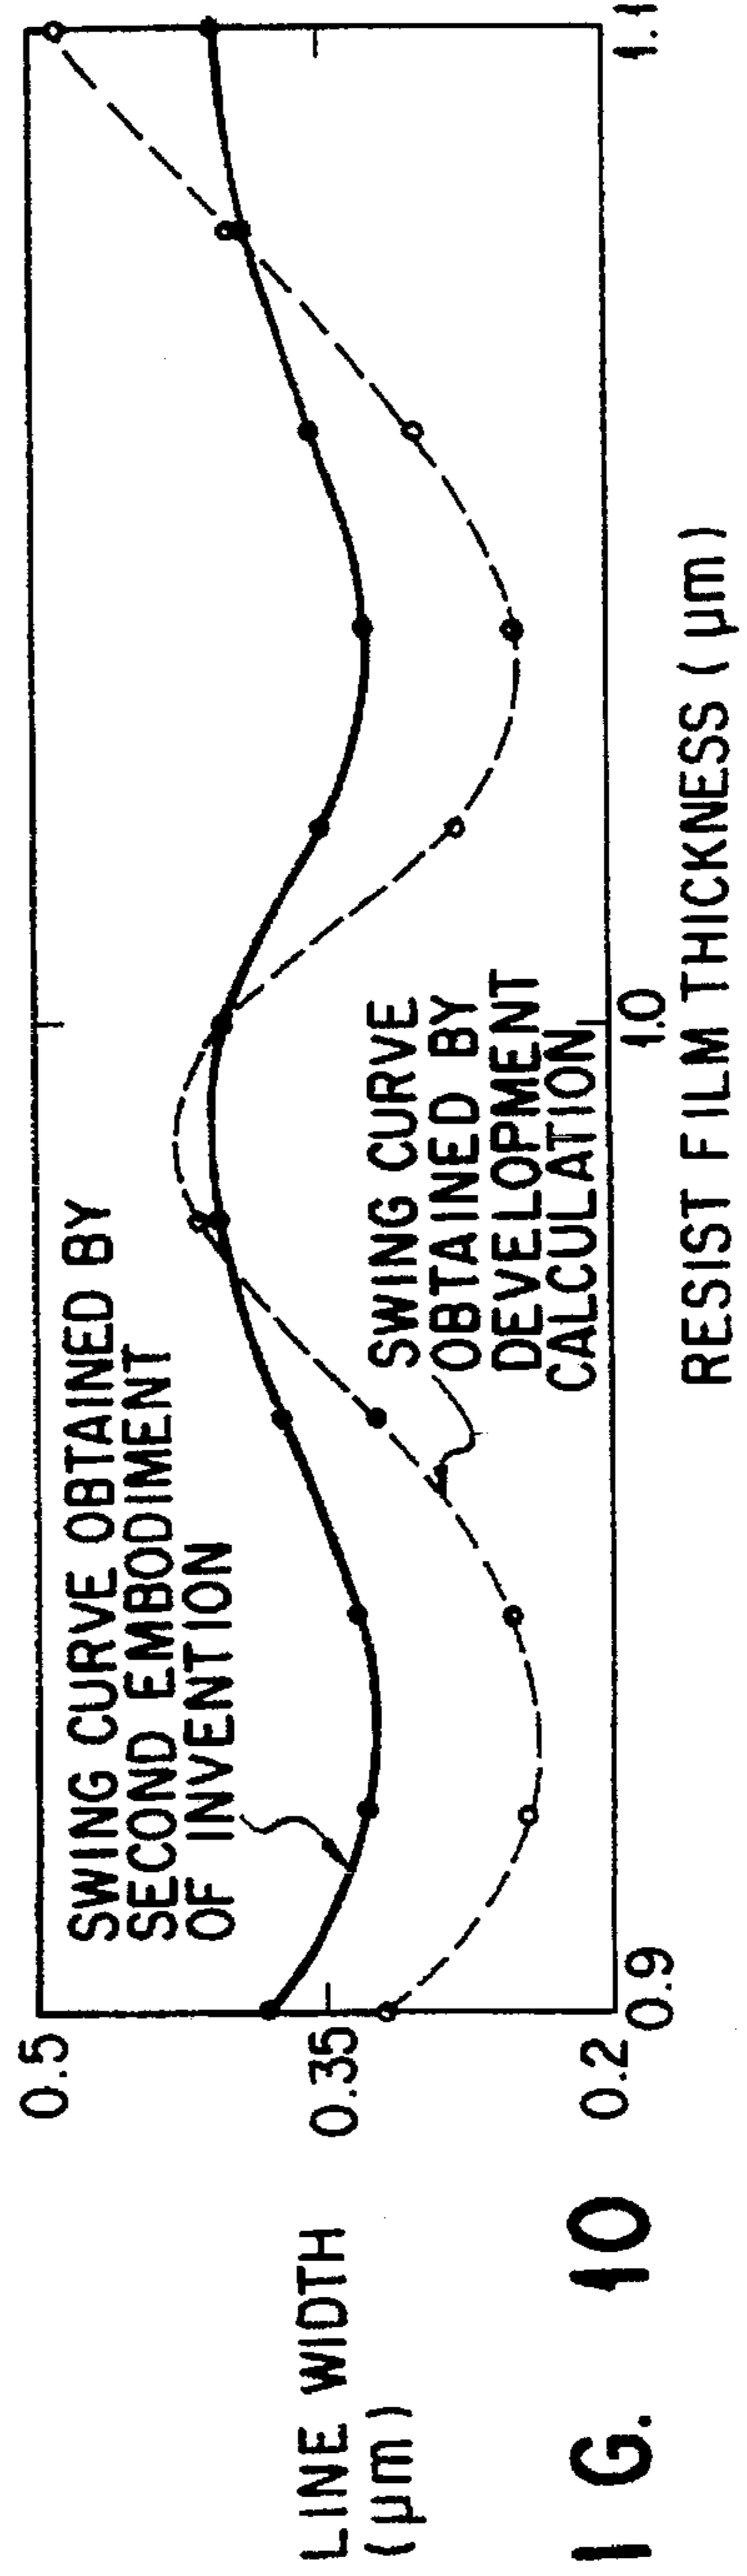 0.5
SWING CURVE OBTAINED BY
SECOND EMBODIMENT
OF INVENTION
LINE WIDTH
(μm)
0.35
SWING CURVE
OBTAINED BY
DEVELOPMENT
CALCULATION
0.2
0.9
1.0
1.1
RESIST FILM THICKNESS (μm)
I G. 10